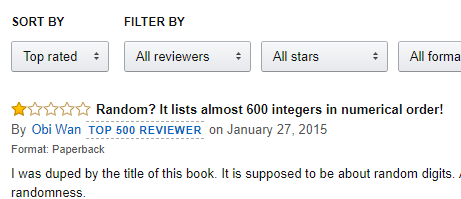 SORT BY FILTER BY
Top rated All reviewers All stars All forma
Random? It lists almost 600 integers in numerical order!
By Obi Wan TOP 500 REVIEWER on January 27, 2015
Format: Paperback
I was duped by the title of this book. It is supposed to be about random digits.
randomness.